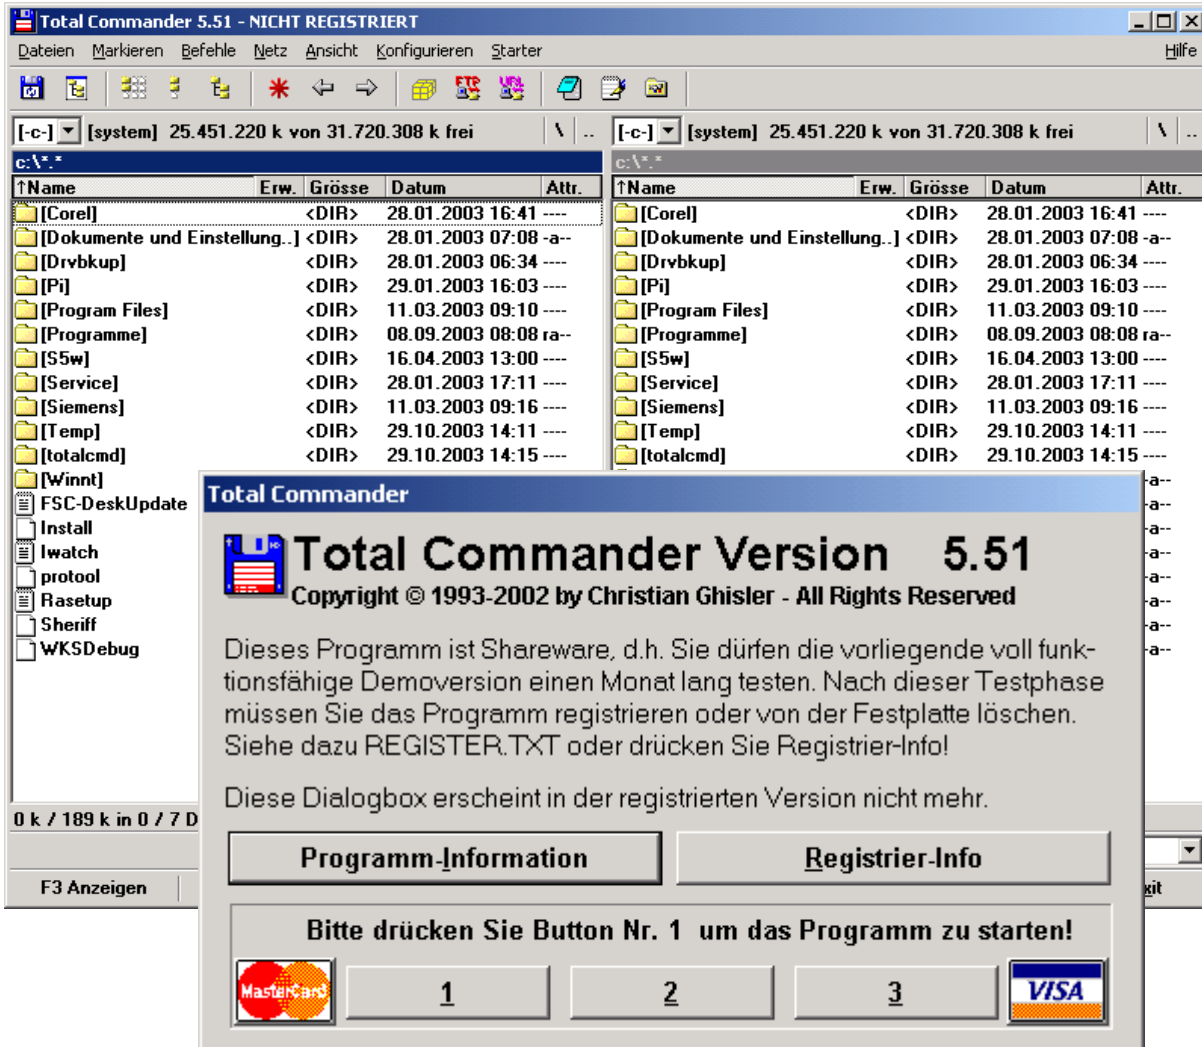 Total Commander 5.51 - NICHT REGISTRIERT
Dateien Markieren Befehle Netz Ansicht Konfigurieren Starter Hilfe
FTP URL
[-c-] [system] 25.451.220 k von 31.720.308 k frei \ .. [-c-] [system] 25.451.220 k von 31.720.308 k frei \ ..
c:\*.* c:\*.*
↑Name Erw. Grösse Datum Attr. ↑Name Erw. Grösse Datum Attr.
[Corel] <DIR> 28.01.2003 16:41 ---- [Corel] <DIR> 28.01.2003 16:41 ----
[Dokumente und Einstellung..] <DIR> 28.01.2003 07:08 -a-- [Dokumente und Einstellung..] <DIR> 28.01.2003 07:08 -a--
[Drvbkup] <DIR> 28.01.2003 06:34 ---- [Drvbkup] <DIR> 28.01.2003 06:34 ----
[Pi] <DIR> 29.01.2003 16:03 ---- [Pi] <DIR> 29.01.2003 16:03 ----
[Program Files] <DIR> 11.03.2003 09:10 ---- [Program Files] <DIR> 11.03.2003 09:10 ----
[Programme] <DIR> 08.09.2003 08:08 ra-- [Programme] <DIR> 08.09.2003 08:08 ra--
[S5w] <DIR> 16.04.2003 13:00 ---- [S5w] <DIR> 16.04.2003 13:00 ----
[Service] <DIR> 28.01.2003 17:11 ---- [Service] <DIR> 28.01.2003 17:11 ----
[Siemens] <DIR> 11.03.2003 09:16 ---- [Siemens] <DIR> 11.03.2003 09:16 ----
[Temp] <DIR> 29.10.2003 14:11 ---- [Temp] <DIR> 29.10.2003 14:11 ----
[totalcmd] <DIR> 29.10.2003 14:15 ---- [totalcmd] <DIR> 29.10.2003 14:15 ----
[Winnt] -a--
FSC-DeskUpdate -a--
Install -a--
Iwatch -a--
protool -a--
Rasetup -a--
Sheriff -a--
WKSDebug -a--
0 k / 189 k in 0 / 7 D
F3 Anzeigen xit
Total Commander
Total Commander Version 5.51
Copyright © 1993-2002 by Christian Ghisler - All Rights Reserved
Dieses Programm ist Shareware, d.h. Sie dürfen die vorliegende voll funk-
tionsfähige Demoversion einen Monat lang testen. Nach dieser Testphase
müssen Sie das Programm registrieren oder von der Festplatte löschen.
Siehe dazu REGISTER.TXT oder drücken Sie Registrier-Info!
Diese Dialogbox erscheint in der registrierten Version nicht mehr.
Programm-Information Registrier-Info
Bitte drücken Sie Button Nr. 1 um das Programm zu starten!
MasterCard 1 2 3 VISA